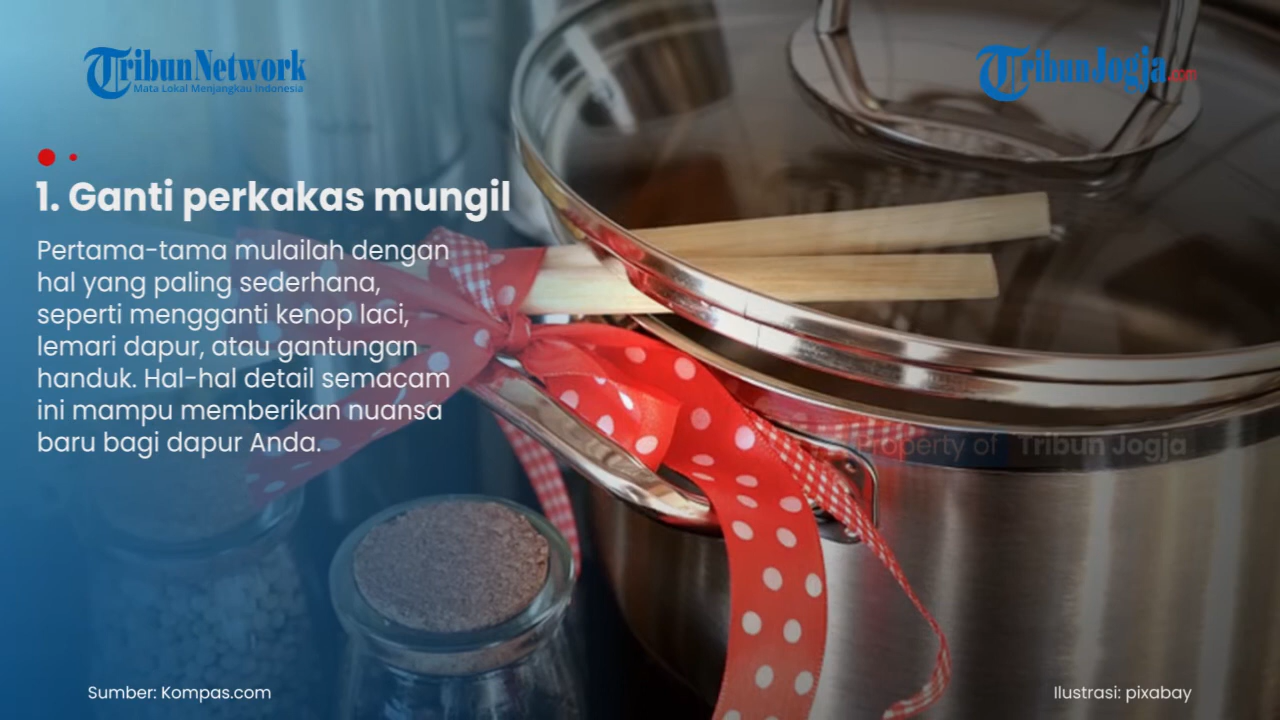 TribunNetwork
Mata Lokal Menjangkau Indonesia
TribunJogja.com
1. Ganti perkakas mungil
Pertama-tama mulailah dengan
hal yang paling sederhana,
seperti mengganti kenop laci,
lemari dapur, atau gantungan
handuk. Hal-hal detail semacam
ini mampu memberikan nuansa
baru bagi dapur Anda.
Property of Tribun Jogja
Sumber: Kompas.com
Ilustrasi: pixabay